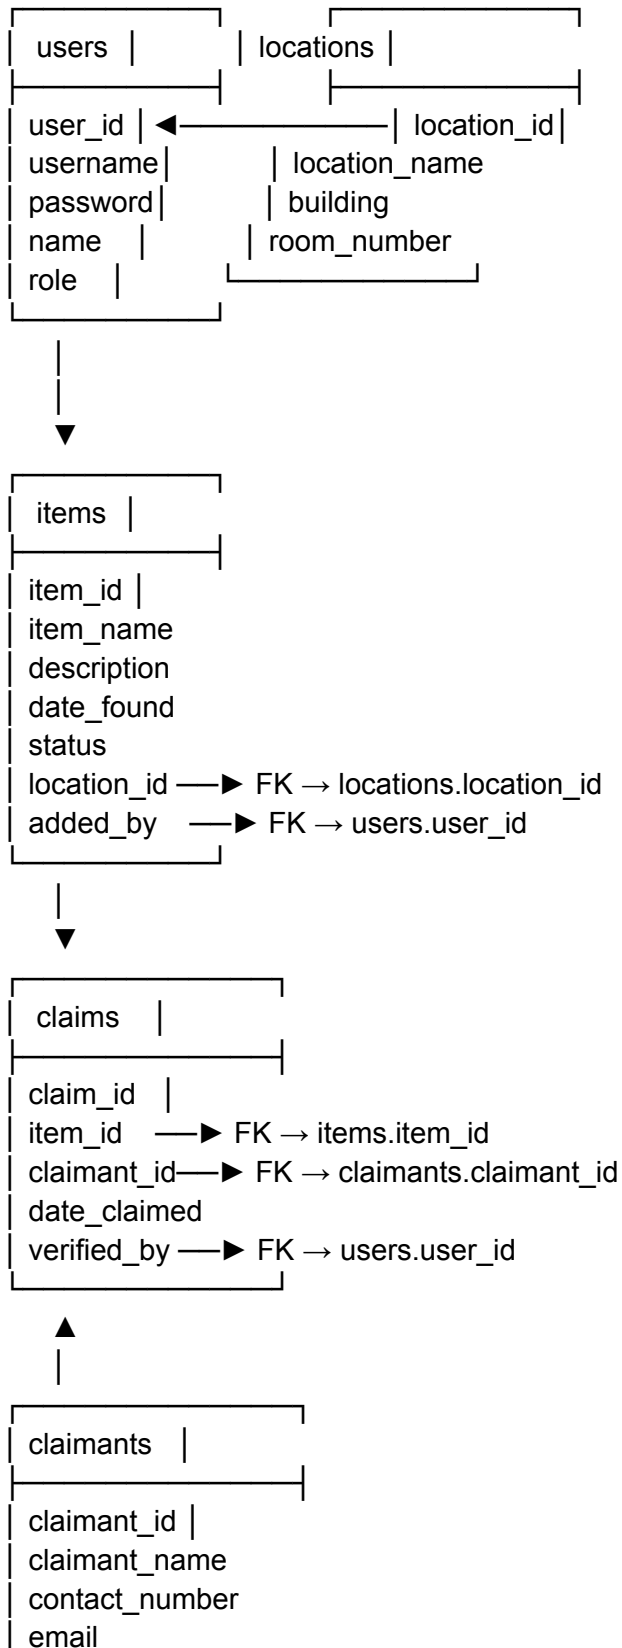 ┌───────────────┐        ┌──────────────────┐
│ users │ │ locations │
├───────────────┤        ├──────────────────┤
│ user_id │ ◄────────────────│ location_id│
│ username│ │ location_name
│ password│ │ building
│ name │ │ room_number
│ role │ └──────────────────┘
└───────────────┘
│
│
▼
┌───────────────┐
│ items │
├───────────────┤
│ item_id │
│ item_name
│ description
│ date_found
│ status
│ location_id ──► FK → locations.location_id
│ added_by ──► FK → users.user_id
└───────────────┘
│
▼
┌────────────────────┐
│ claims │
├────────────────────┤
│ claim_id │
│ item_id ──► FK → items.item_id
│ claimant_id──► FK → claimants.claimant_id
│ date_claimed
│ verified_by ──► FK → users.user_id
└────────────────────┘
▲
│
┌─────────────────────┐
│ claimants │
├─────────────────────┤
│ claimant_id │
│ claimant_name
│ contact_number
│ email